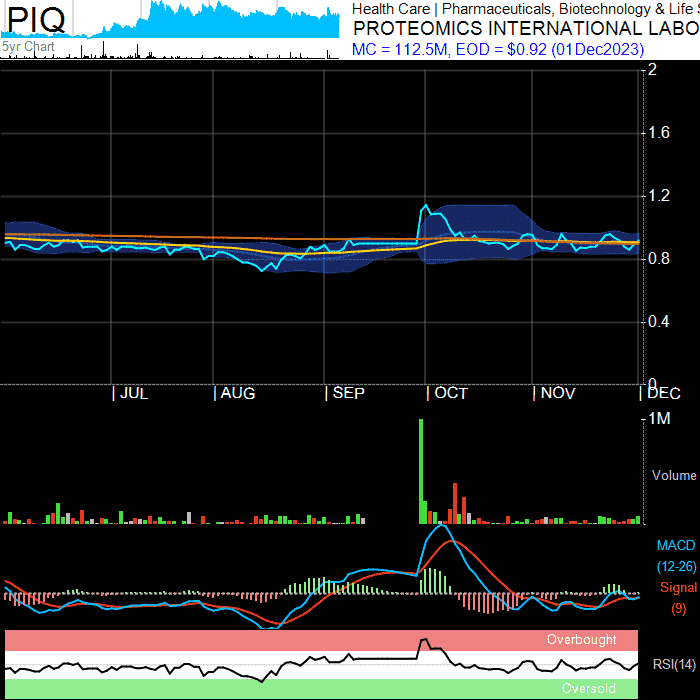 PIQ
5yr Chart
Health Care | Pharmaceuticals, Biotechnology & Life
PROTEOMICS INTERNATIONAL LABO
MC = 112.5M, EOD = $0.92 (01Dec2023)
2
1.6
1.2
0.8
0.4
0
| JUL | AUG | SEP | OCT | NOV | DEC
1M
Volume
MACD
(12-26)
Signal
(9)
Overbought
RSI(14)
Oversold